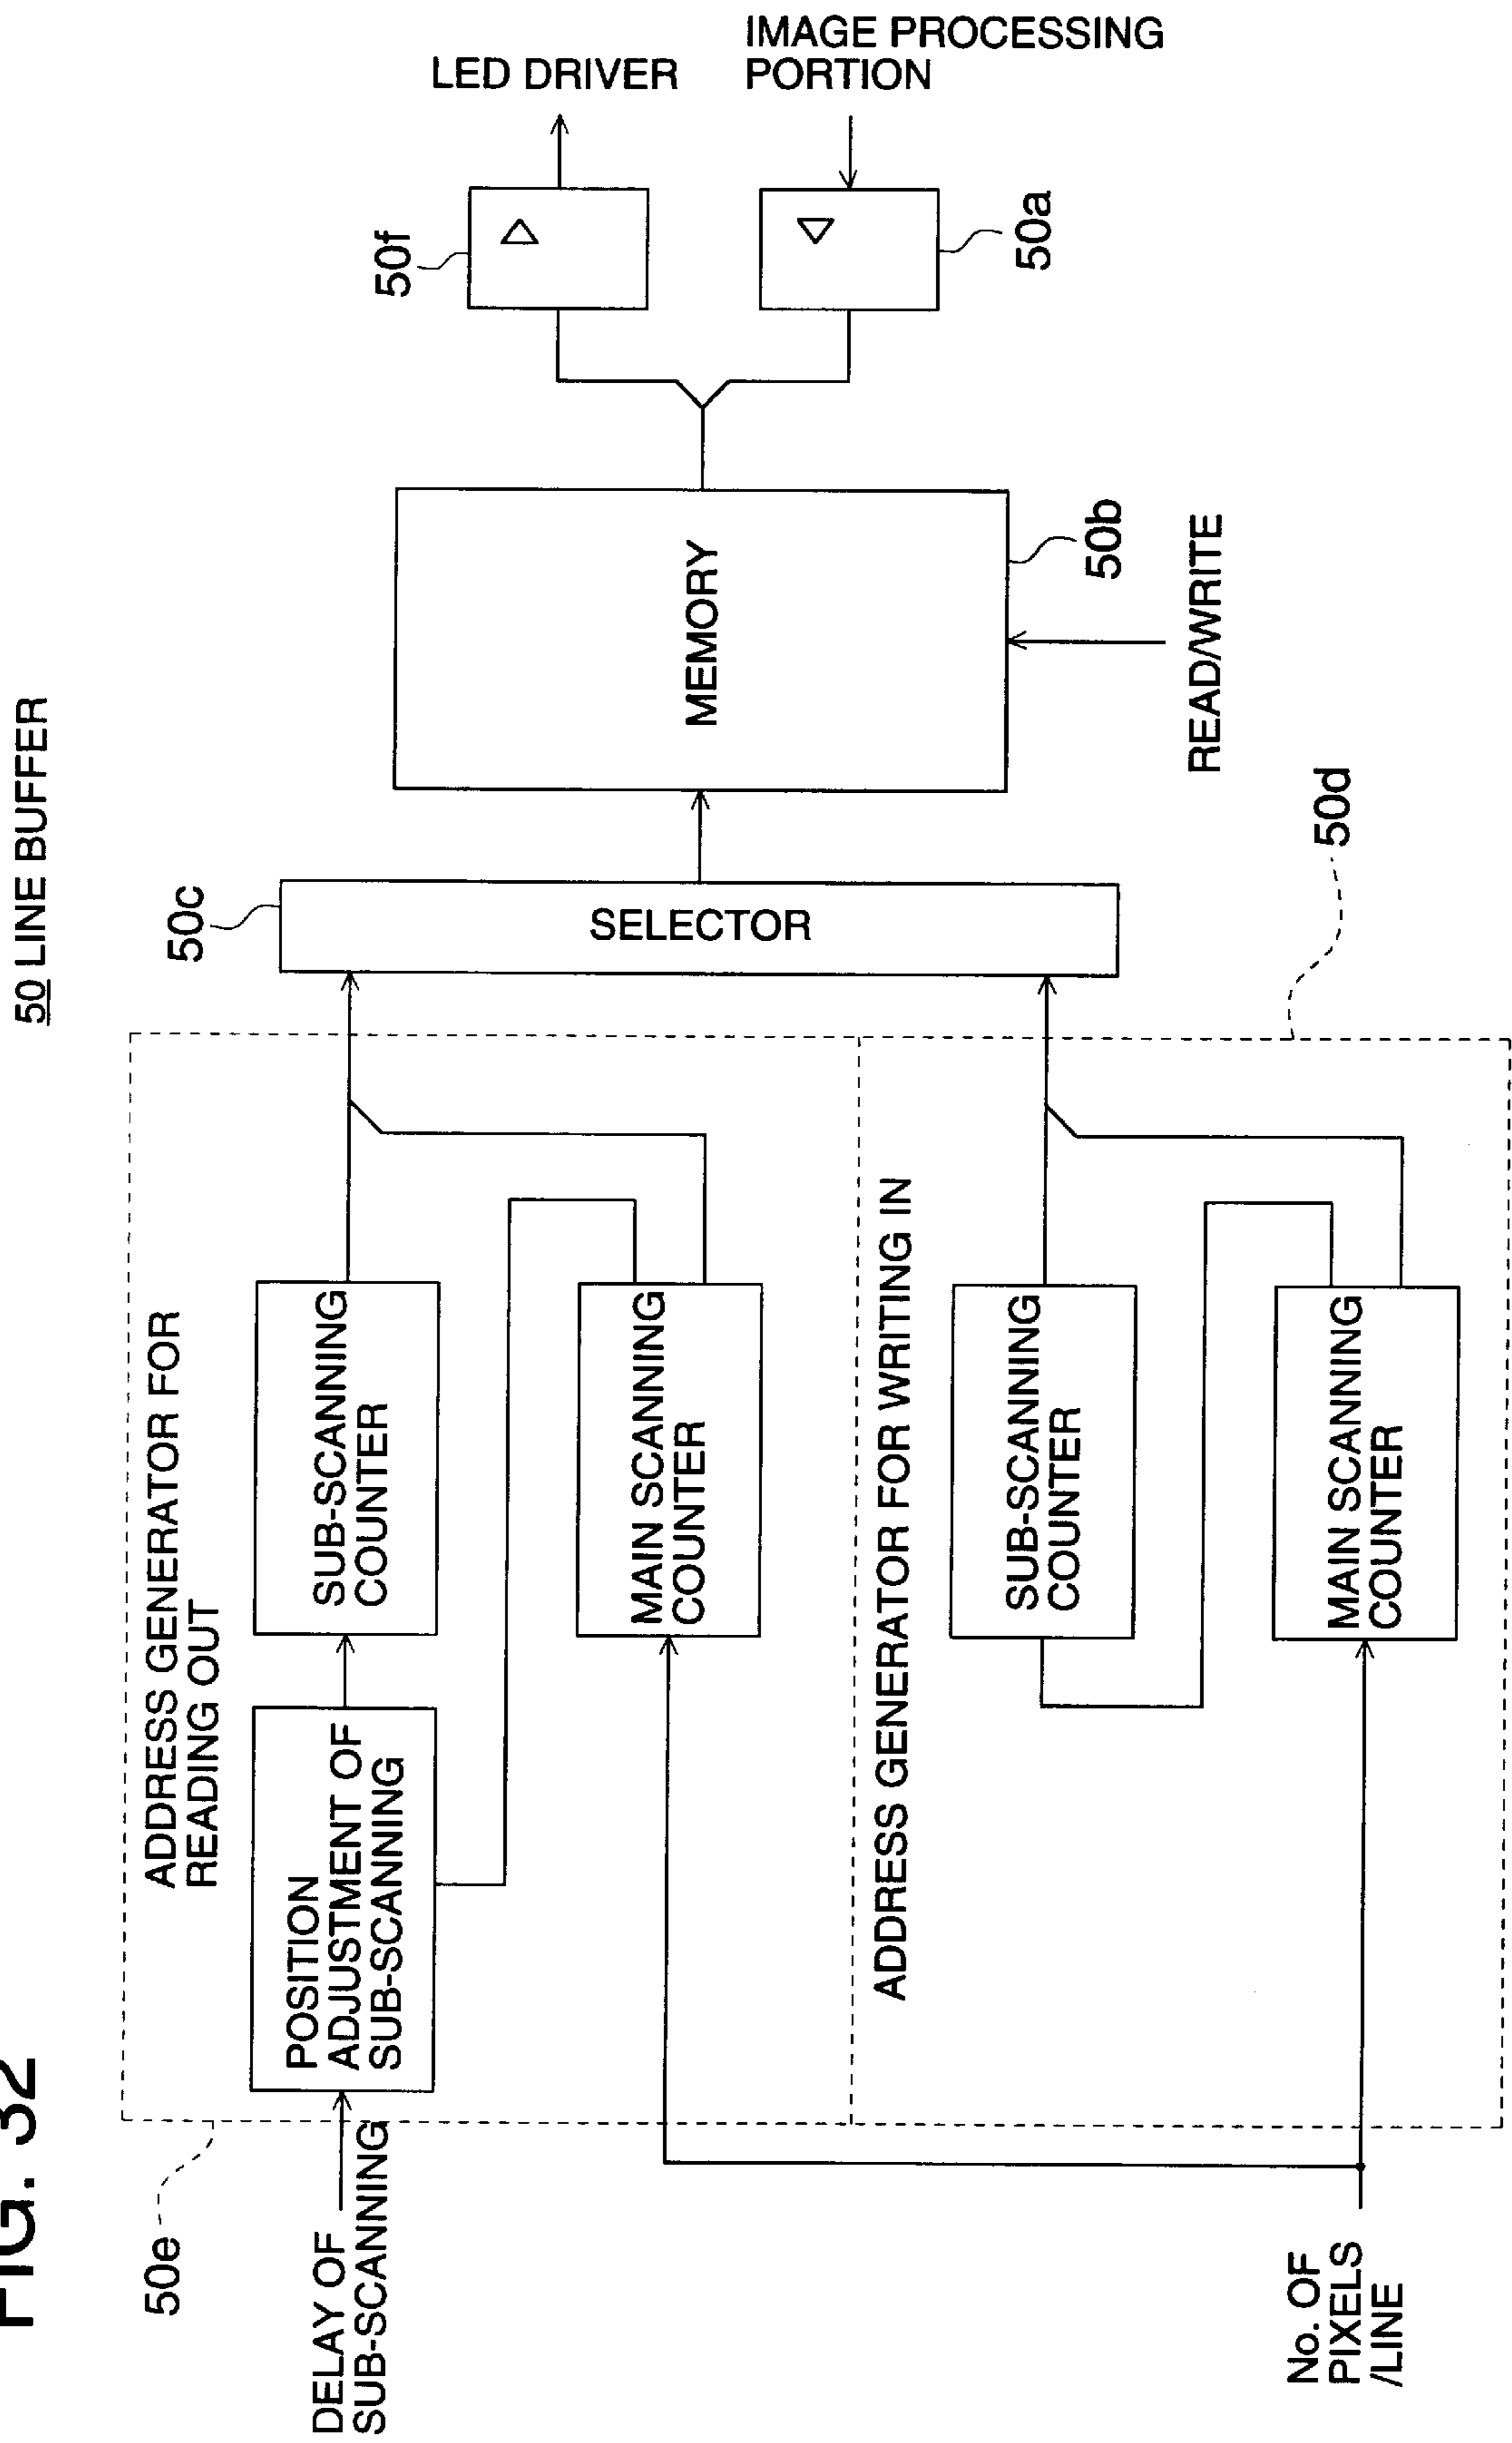 FIG. 32
50 LINE BUFFER
50e
DELAY OF
SUB-SCANNING
ADDRESS GENERATOR FOR
READING OUT
POSITION
ADJUSTMENT OF
SUB-SCANNING
SUB-SCANNING
COUNTER
MAIN SCANNING
COUNTER
No. OF
PIXELS
/LINE
ADDRESS GENERATOR FOR WRITING IN
SUB-SCANNING
COUNTER
MAIN SCANNING
COUNTER
50d
50c
SELECTOR
MEMORY
50b
READ/WRITE
50f
LED DRIVER
50a
IMAGE PROCESSING
PORTION